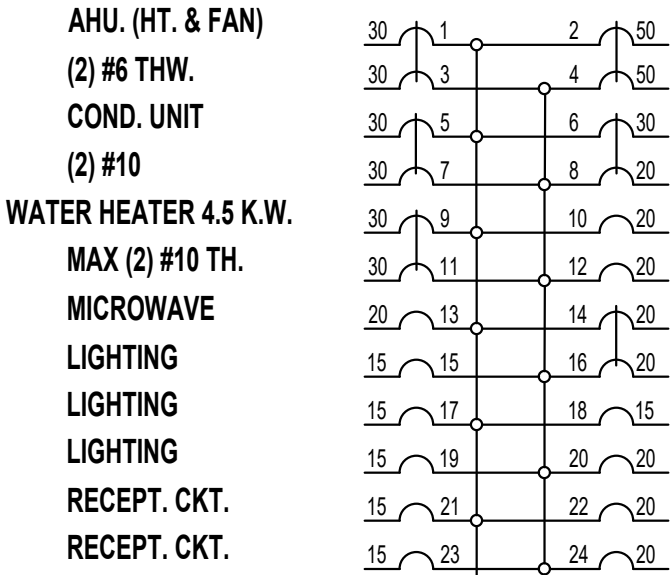 AHU. (HT. & FAN) 30 1 2 50
(2) #6 THW. 30 3 4 50
COND. UNIT 30 5 6 30
(2) #10 30 7 8 20
WATER HEATER 4.5 K.W. 30 9 10 20
MAX (2) #10 TH. 30 11 12 20
MICROWAVE 20 13 14 20
LIGHTING 15 15 16 20
LIGHTING 15 17 18 15
LIGHTING 15 19 20 20
RECEPT. CKT. 15 21 22 20
RECEPT. CKT. 15 23 24 20